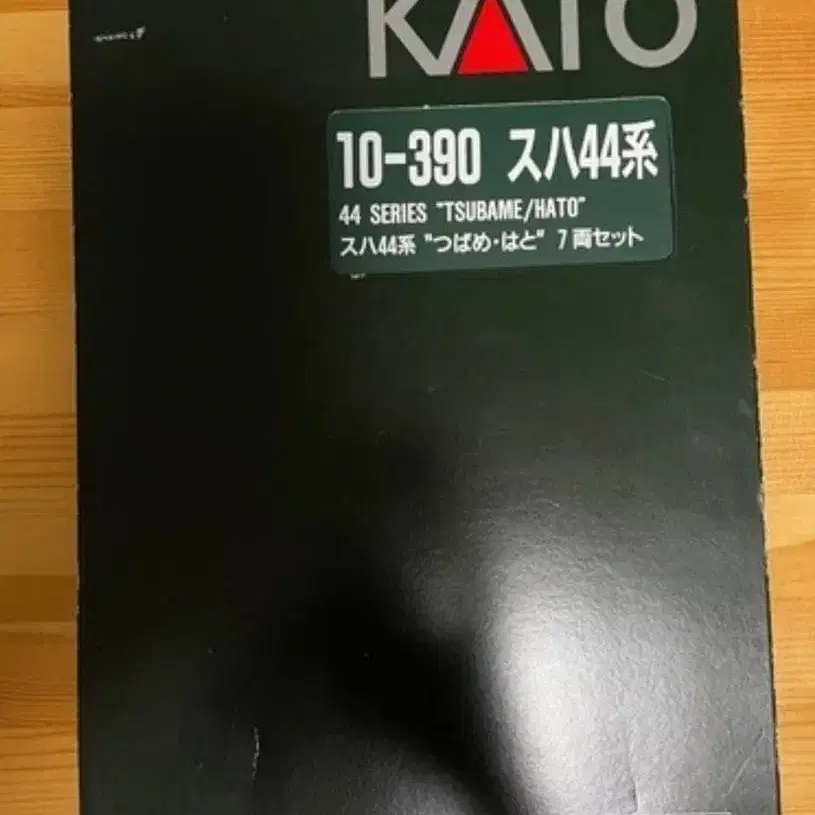 KATO
10-390 スハ44系
44 SERIES "TSUBAME/HATO"
スハ44系 "つばめ・はと" 7両セット